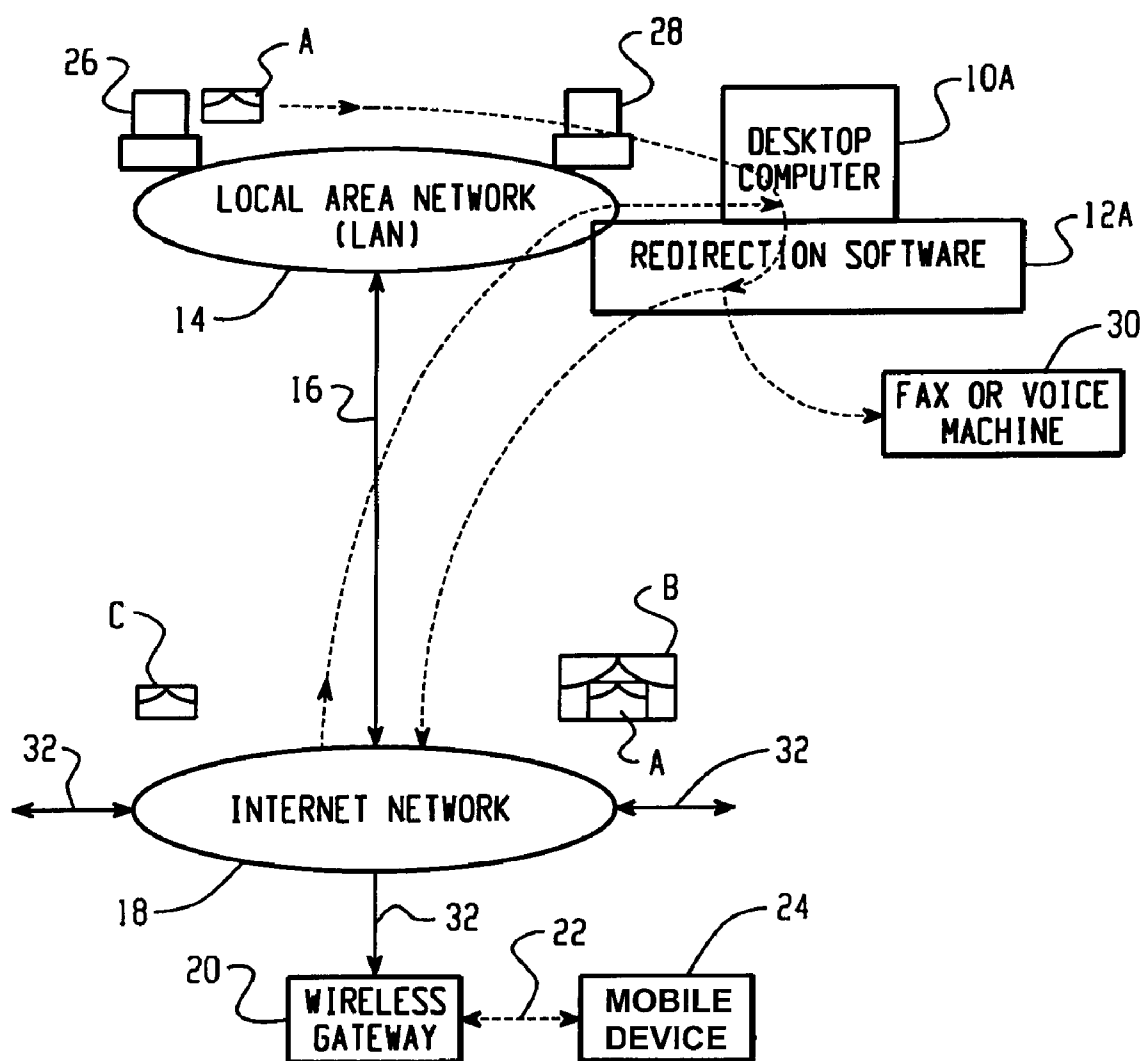 A
28
26
10A
DESKTOP
COMPUTER
LOCAL AREA NETWORK
(LAN)
12A
REDIRECTION SOFTWARE
14
30
16
FAX OR VOICE
MACHINE
B
C
A
32
32
INTERNET NETWORK
18
32
24
22
20
WIRELESS
GATEWAY
MOBILE
DEVICE